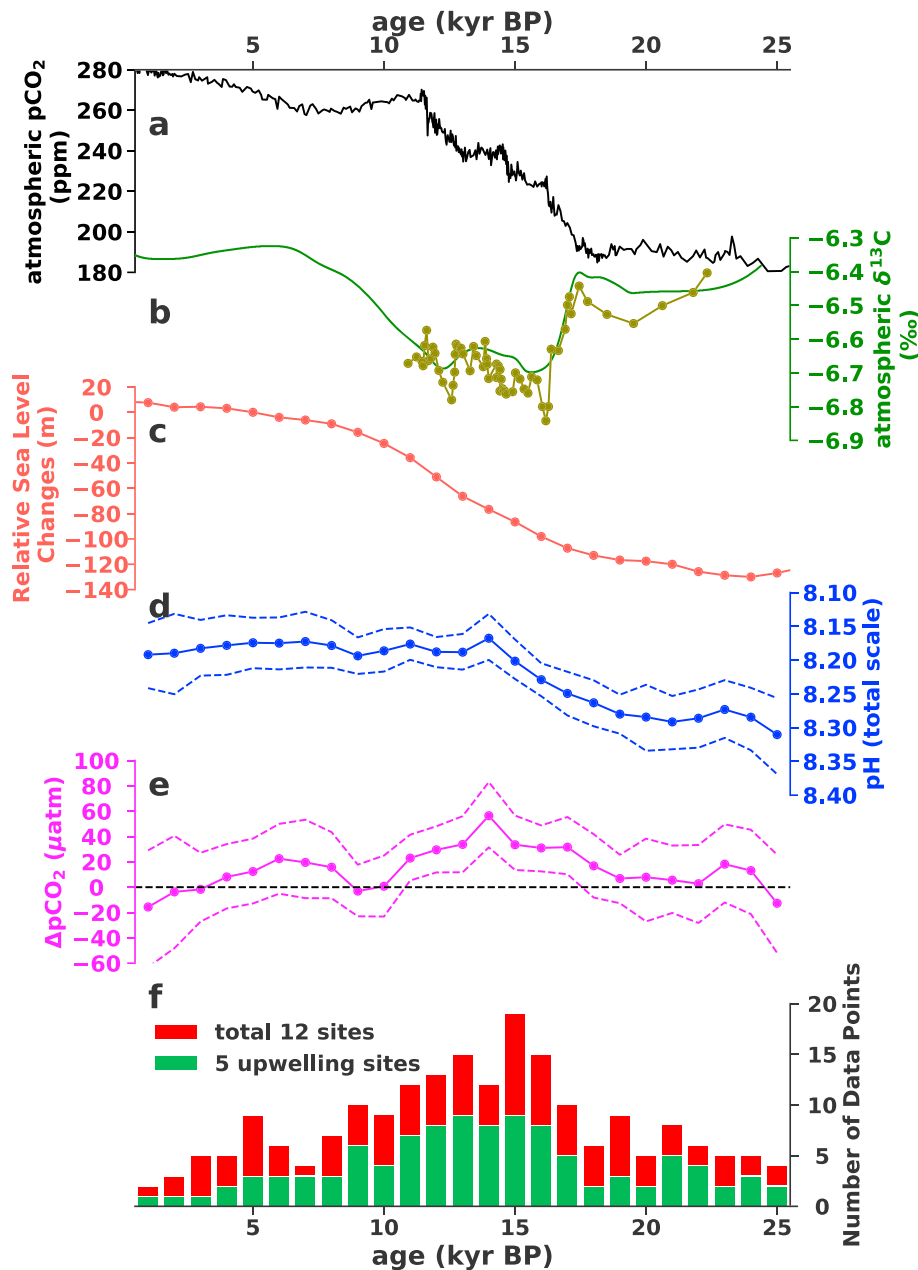 age (kyr BP)
5 10 15 20 25
280
260
240
220
200
180
atmospheric pCO₂
(ppm)
a
−6.3
−6.4
−6.5
−6.6
−6.7
−6.8
−6.9
atmospheric δ¹³C
(‰)
b
20
0
−20
−40
−60
−80
−100
−120
−140
Relative Sea Level
Changes (m)
c
d
8.10
8.15
8.20
8.25
8.30
8.35
8.40
pH (total scale)
100
80
60
40
20
0
−20
−40
−60
ΔpCO₂ (μatm)
e
f
total 12 sites
5 upwelling sites
20
15
10
5
0
Number of Data Points
5 10 15 20 25
age (kyr BP)